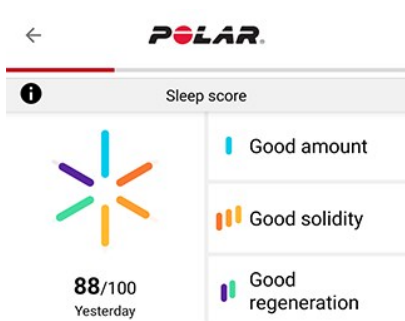 POLAR.
Sleep score
Good amount
Good solidity
88/100
Yesterday
Good
regeneration